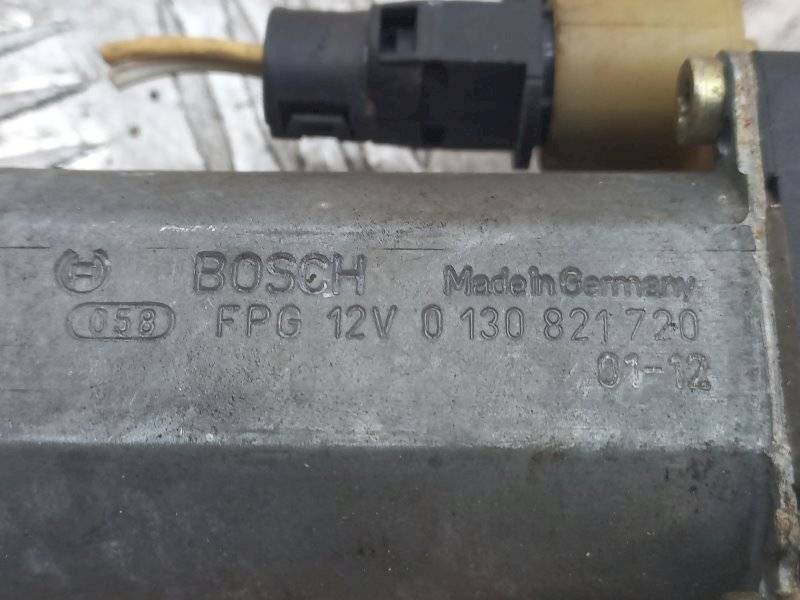 BOSCH Made in Germany
058 FPG 12V 0 130 821 720
01-12